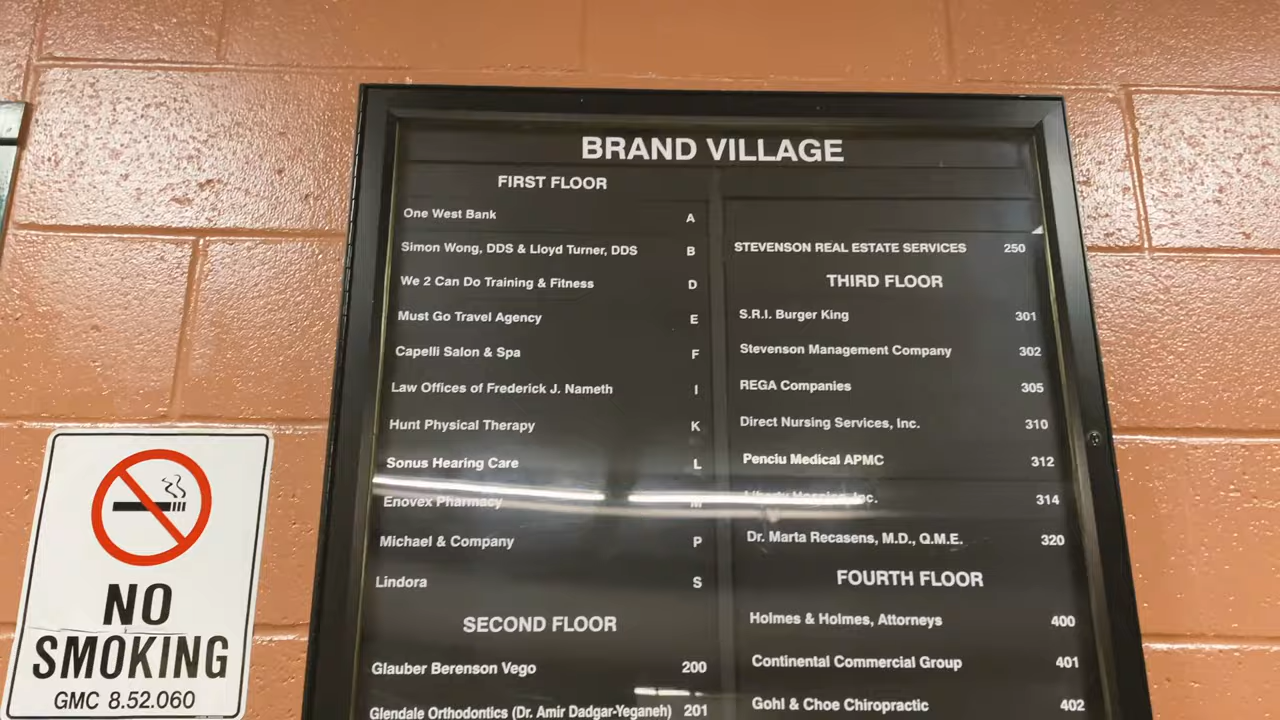 BRAND VILLAGE
FIRST FLOOR
One West Bank A
Simon Wong, DDS & Lloyd Turner, DDS B
We 2 Can Do Training & Fitness D
Must Go Travel Agency E
Capelli Salon & Spa F
Law Offices of Frederick J. Nameth I
Hunt Physical Therapy K
Sonus Hearing Care L
Enovex Pharmacy M
Michael & Company P
Lindora S
SECOND FLOOR
Glauber Berenson Vego 200
Glendale Orthodontics (Dr. Amir Dadgar-Yeganeh) 201
STEVENSON REAL ESTATE SERVICES 250
THIRD FLOOR
S.R.I. Burger King 301
Stevenson Management Company 302
REGA Companies 305
Direct Nursing Services, Inc. 310
Penciu Medical APMC 312
Inc. 314
Dr. Marta Recasens, M.D., Q.M.E. 320
FOURTH FLOOR
Holmes & Holmes, Attorneys 400
Continental Commercial Group 401
Gohl & Choe Chiropractic 402
NO
SMOKING
GMC 8.52.060